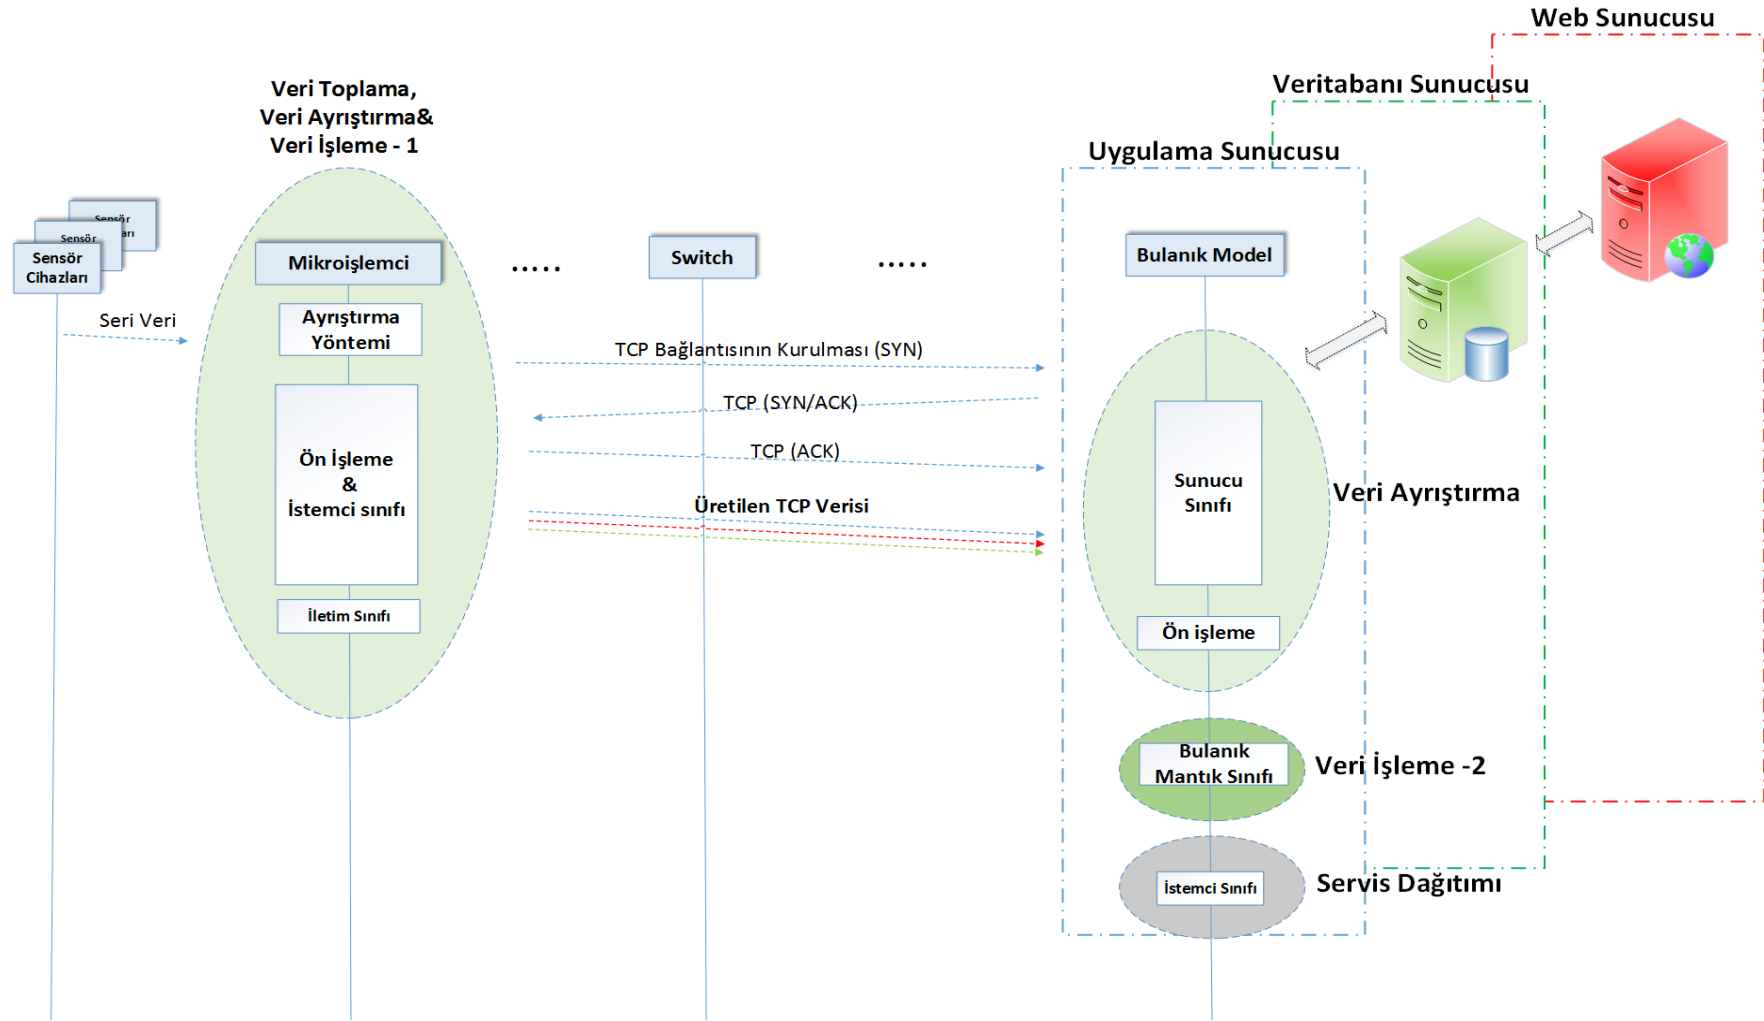 Web Sunucusu
Veritabanı Sunucusu
Uygulama Sunucusu
Veri Toplama,
Veri Ayrıştırma&
Veri İşleme - 1
Sensör
Sensör
Sensör
Cihazları
Mikroişlemci
.....
Switch
.....
Bulanık Model
Seri Veri
Ayrıştırma
Yöntemi
TCP Bağlantısının Kurulması (SYN)
TCP (SYN/ACK)
TCP (ACK)
Üretilen TCP Verisi
Ön İşleme
&
İstemci sınıfı
Sunucu
Sınıfı
Veri Ayrıştırma
İletim Sınıfı
Ön işleme
Bulanık
Mantık Sınıfı
Veri İşleme -2
İstemci Sınıfı
Servis Dağıtımı